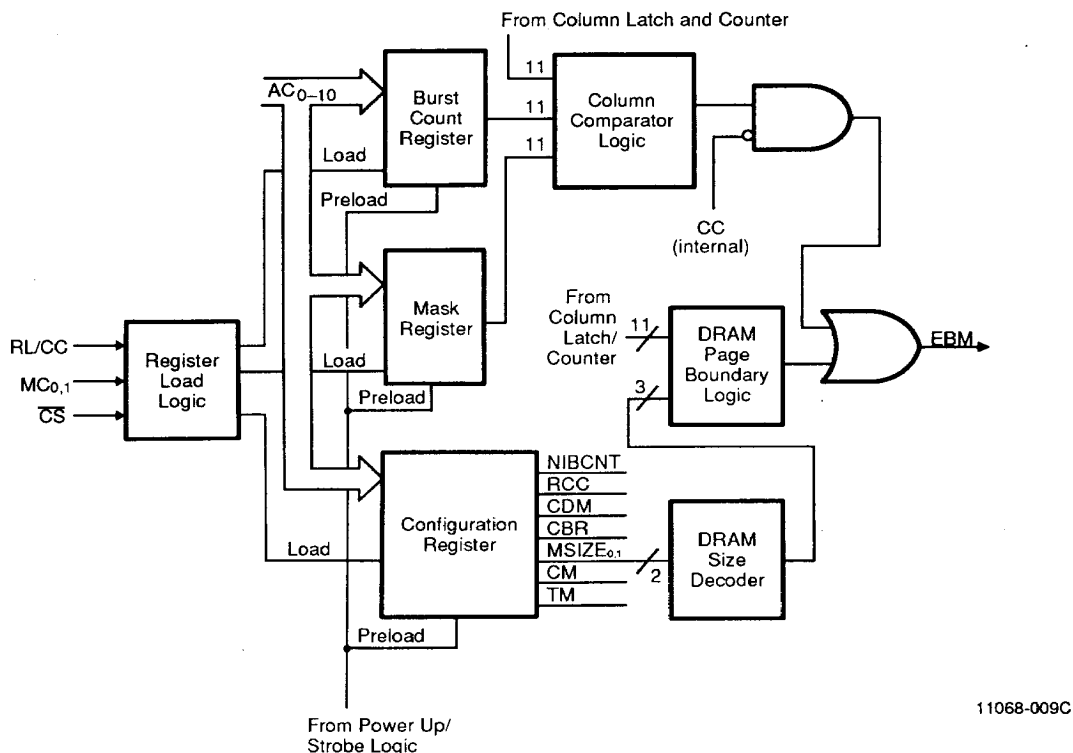 From Column Latch and Counter
AC0–10
11
Burst
Count
Register
11
Column
Comparator
Logic
11
Load
Preload
CC
(internal)
Mask
Register
From
Column
Latch/
Counter
11
DRAM
Page
Boundary
Logic
EBM
RL/CC
MC0,1
CS
Register
Load
Logic
Load
Preload
3
Configuration
Register
NIBCNT
RCC
CDM
CBR
MSIZE0,1
CM
TM
2
DRAM
Size
Decoder
Load
Preload
From Power Up/
Strobe Logic
11068-009C